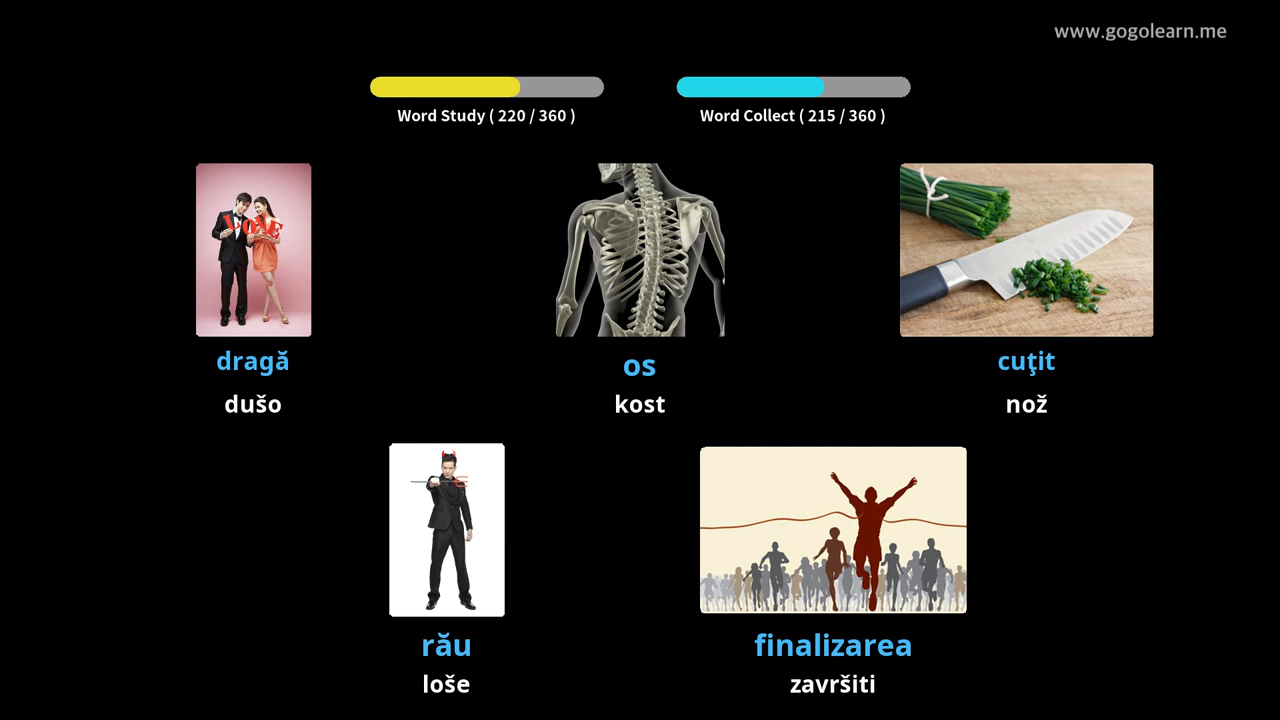 www.gogolearn.me
Word Study ( 220 / 360 )
Word Collect ( 215 / 360 )
dragă
dušo
os
kost
cuţit
nož
rău
loše
finalizarea
završiti